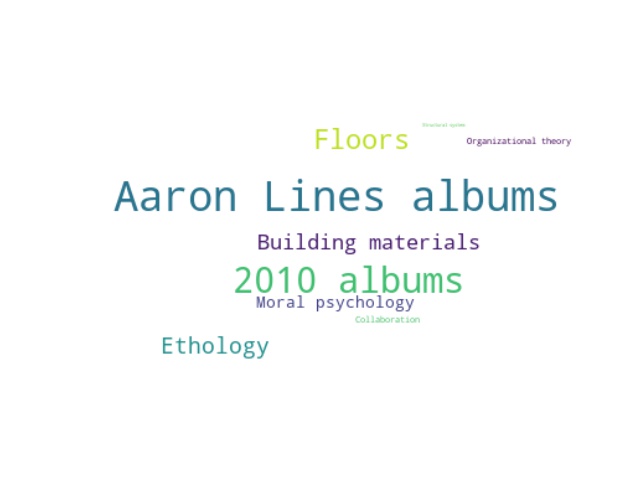 Structural system
Floors
Organizational theory
Aaron Lines albums
Building materials
2010 albums
Moral psychology
Collaboration
Ethology